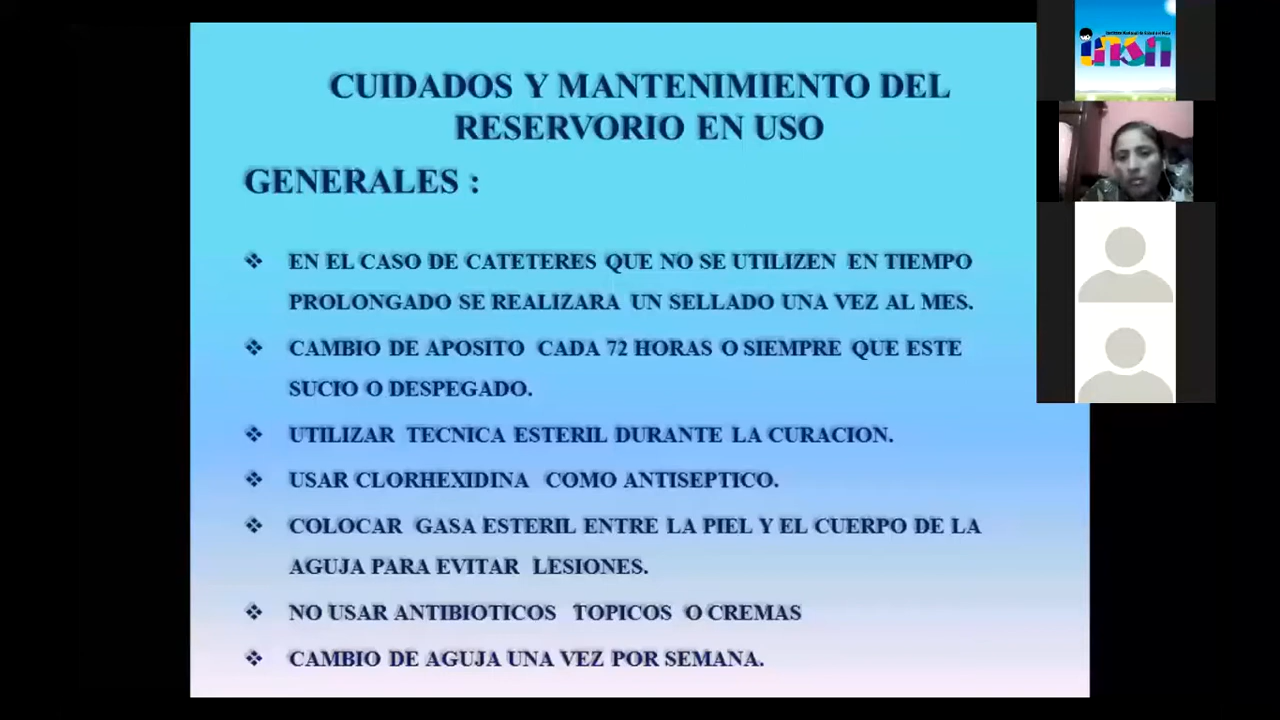 CUIDADOS Y MANTENIMIENTO DEL
RESERVORIO EN USO
GENERALES :
EN EL CASO DE CATETERES QUE NO SE UTILIZEN EN TIEMPO
PROLONGADO SE REALIZARA UN SELLADO UNA VEZ AL MES.
CAMBIO DE APOSITO CADA 72 HORAS O SIEMPRE QUE ESTE
SUCIO O DESPEGADO.
UTILIZAR TECNICA ESTERIL DURANTE LA CURACION.
USAR CLORHEXIDINA COMO ANTISEPTICO.
COLOCAR GASA ESTERIL ENTRE LA PIEL Y EL CUERPO DE LA
AGUJA PARA EVITAR LESIONES.
NO USAR ANTIBIOTICOS TOPICOS O CREMAS
CAMBIO DE AGUJA UNA VEZ POR SEMANA.
insn